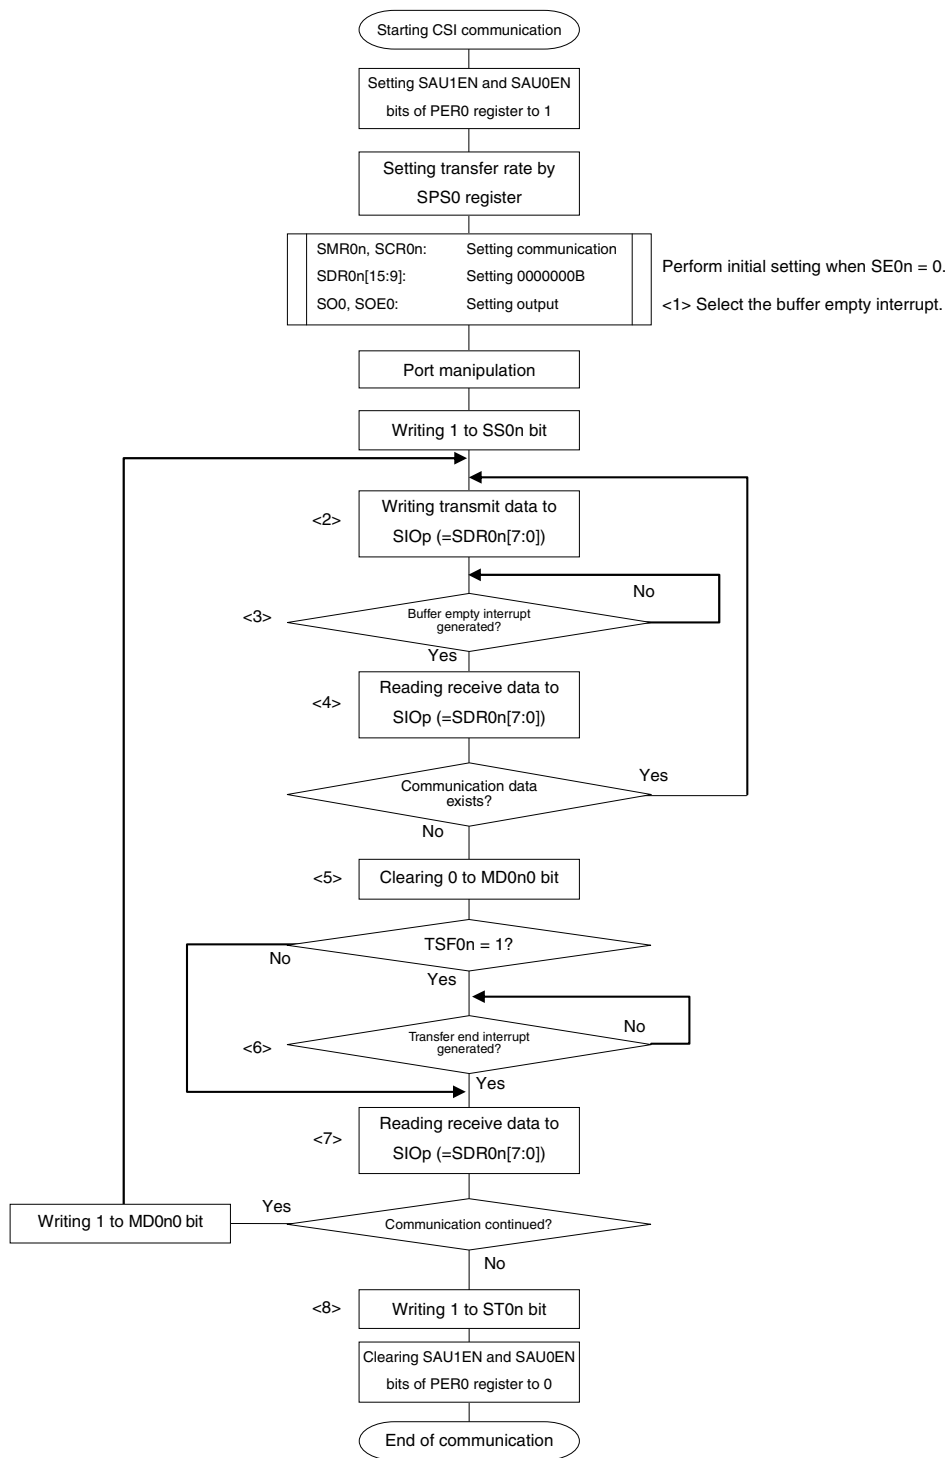 Starting CSI communication
Setting SAU1EN and SAU0EN
bits of PER0 register to 1
Setting transfer rate by
SPS0 register
SMR0n, SCR0n: Setting communication
SDR0n[15:9]: Setting 0000000B
SO0, SOE0: Setting output
Perform initial setting when SE0n = 0.
<1> Select the buffer empty interrupt.
Port manipulation
Writing 1 to SS0n bit
<2>
Writing transmit data to
SIOp (=SDR0n[7:0])
No
<3>
Buffer empty interrupt
generated?
Yes
<4>
Reading receive data to
SIOp (=SDR0n[7:0])
Yes
Communication data
exists?
No
<5>
Clearing 0 to MD0n0 bit
TSF0n = 1?
No
Yes
No
<6>
Transfer end interrupt
generated?
Yes
<7>
Reading receive data to
SIOp (=SDR0n[7:0])
Yes
Writing 1 to MD0n0 bit
Communication continued?
No
<8>
Writing 1 to ST0n bit
Clearing SAU1EN and SAU0EN
bits of PER0 register to 0
End of communication